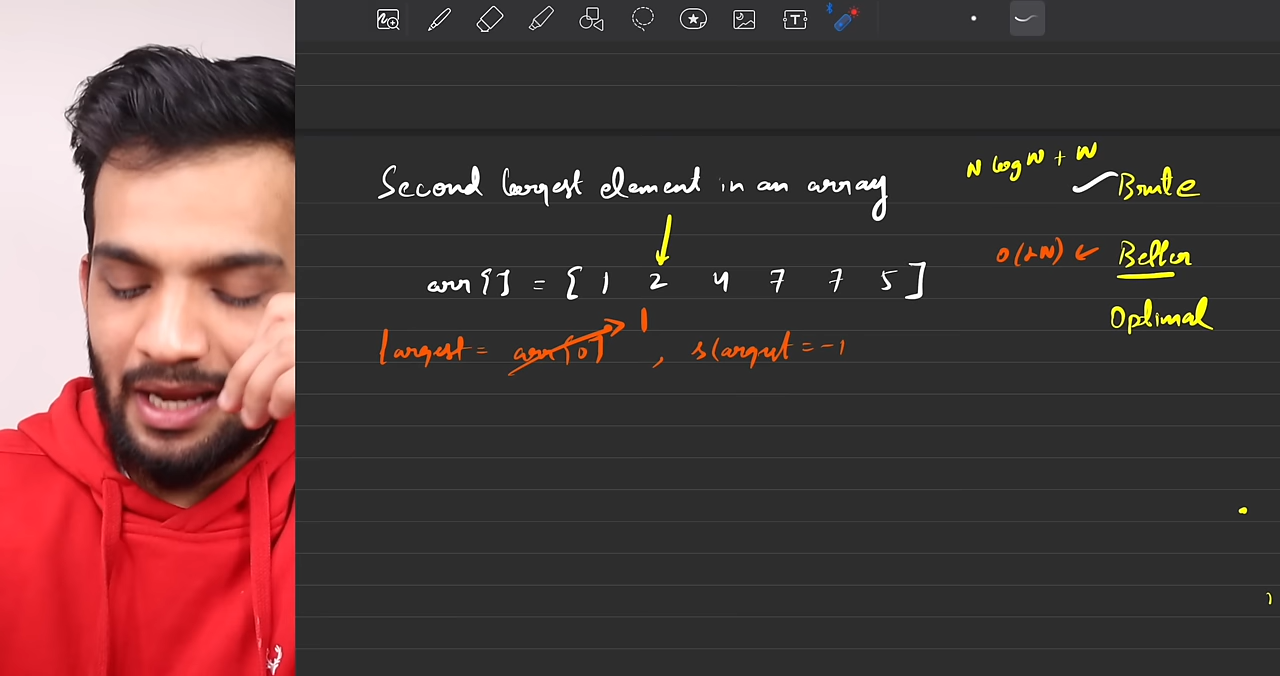 N log N + N
Second largest element in an array
Brute
O(2N) ← Better
arr[] = { 1 2 4 7 7 5 ]
Optimal
1
largest = arr[0] , slargest = -1